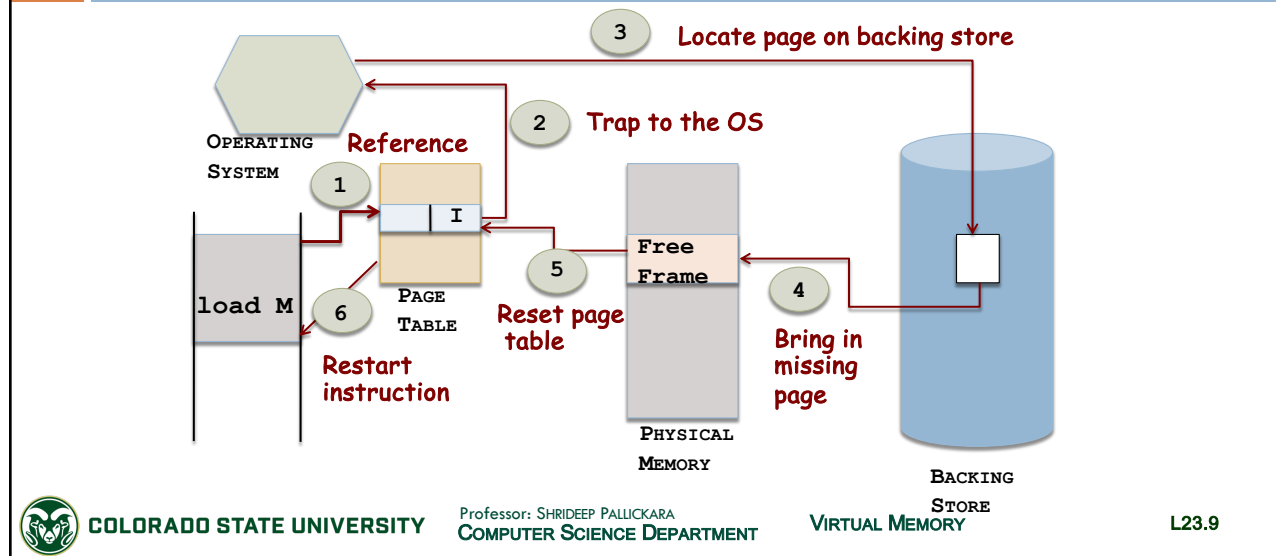 3
Locate page on backing store
2
Trap to the OS
OPERATING
SYSTEM
Reference
1
I
load M
6
PAGE
TABLE
Restart
instruction
5
Reset page
table
Free
Frame
4
Bring in
missing
page
PHYSICAL
MEMORY
BACKING
STORE
COLORADO STATE UNIVERSITY
Professor: SHRIDEEP PALLICKARA
COMPUTER SCIENCE DEPARTMENT
VIRTUAL MEMORY
L23.9